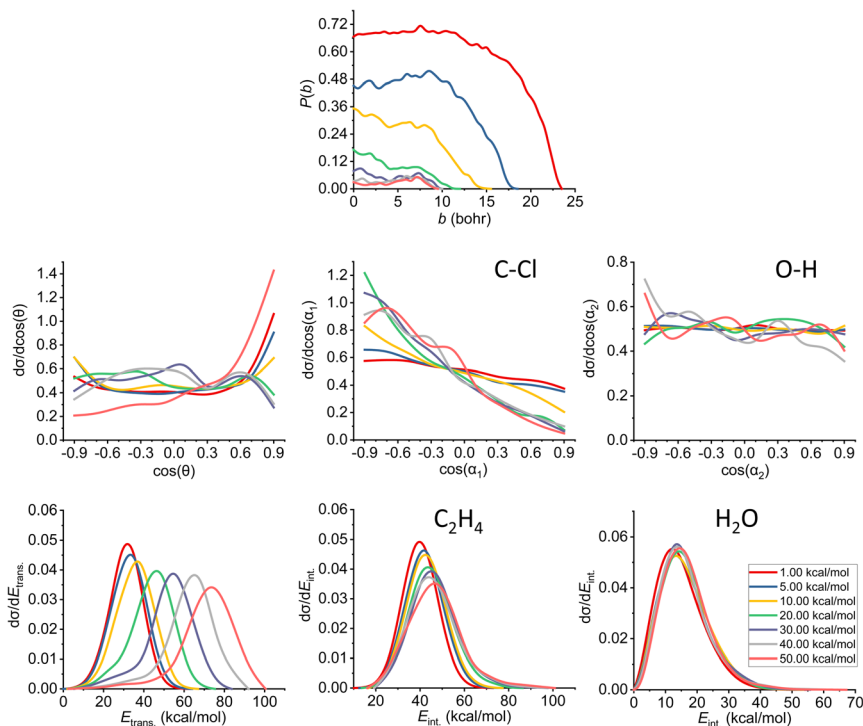 0.72
0.60
0.48
0.36
0.24
0.12
0.00
P(b)
0 5 10 15 20 25
b (bohr)
1.4
1.2
1.0
0.8
0.6
0.4
0.2
0.0
dσ/dcos(θ)
-0.9 -0.6 -0.3 0.0 0.3 0.6 0.9
cos(θ)
C-Cl
1.2
1.0
0.8
0.6
0.4
0.2
0.0
dσ/dcos(α₁)
-0.9 -0.6 -0.3 0.0 0.3 0.6 0.9
cos(α₁)
O-H
0.8
0.6
0.4
0.2
0.0
dσ/dcos(α₂)
-0.9 -0.6 -0.3 0.0 0.3 0.6 0.9
cos(α₂)
0.06
0.05
0.04
0.03
0.02
0.01
0.00
dσ/dE_trans.
0 20 40 60 80 100
E_trans. (kcal/mol)
C₂H₄
0.06
0.05
0.04
0.03
0.02
0.01
0.00
dσ/dE_int.
20 40 60 80 100
E_int. (kcal/mol)
H₂O
0.06
0.04
0.02
0.00
dσ/dE_int.
0 10 20 30 40 50 60 70
E_int. (kcal/mol)
1.00 kcal/mol
5.00 kcal/mol
10.00 kcal/mol
20.00 kcal/mol
30.00 kcal/mol
40.00 kcal/mol
50.00 kcal/mol